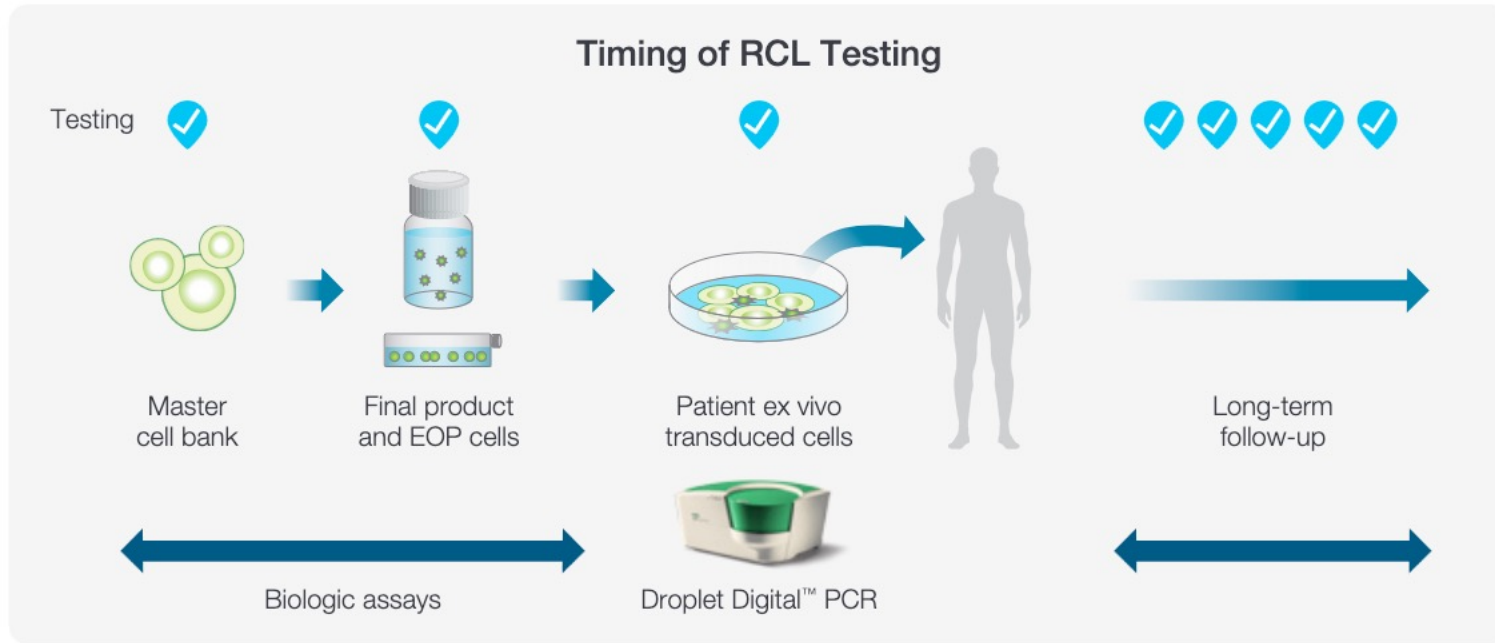 Timing of RCL Testing
Testing
Master
cell bank
Final product
and EOP cells
Patient ex vivo
transduced cells
Long-term
follow-up
Biologic assays
Droplet Digital™ PCR